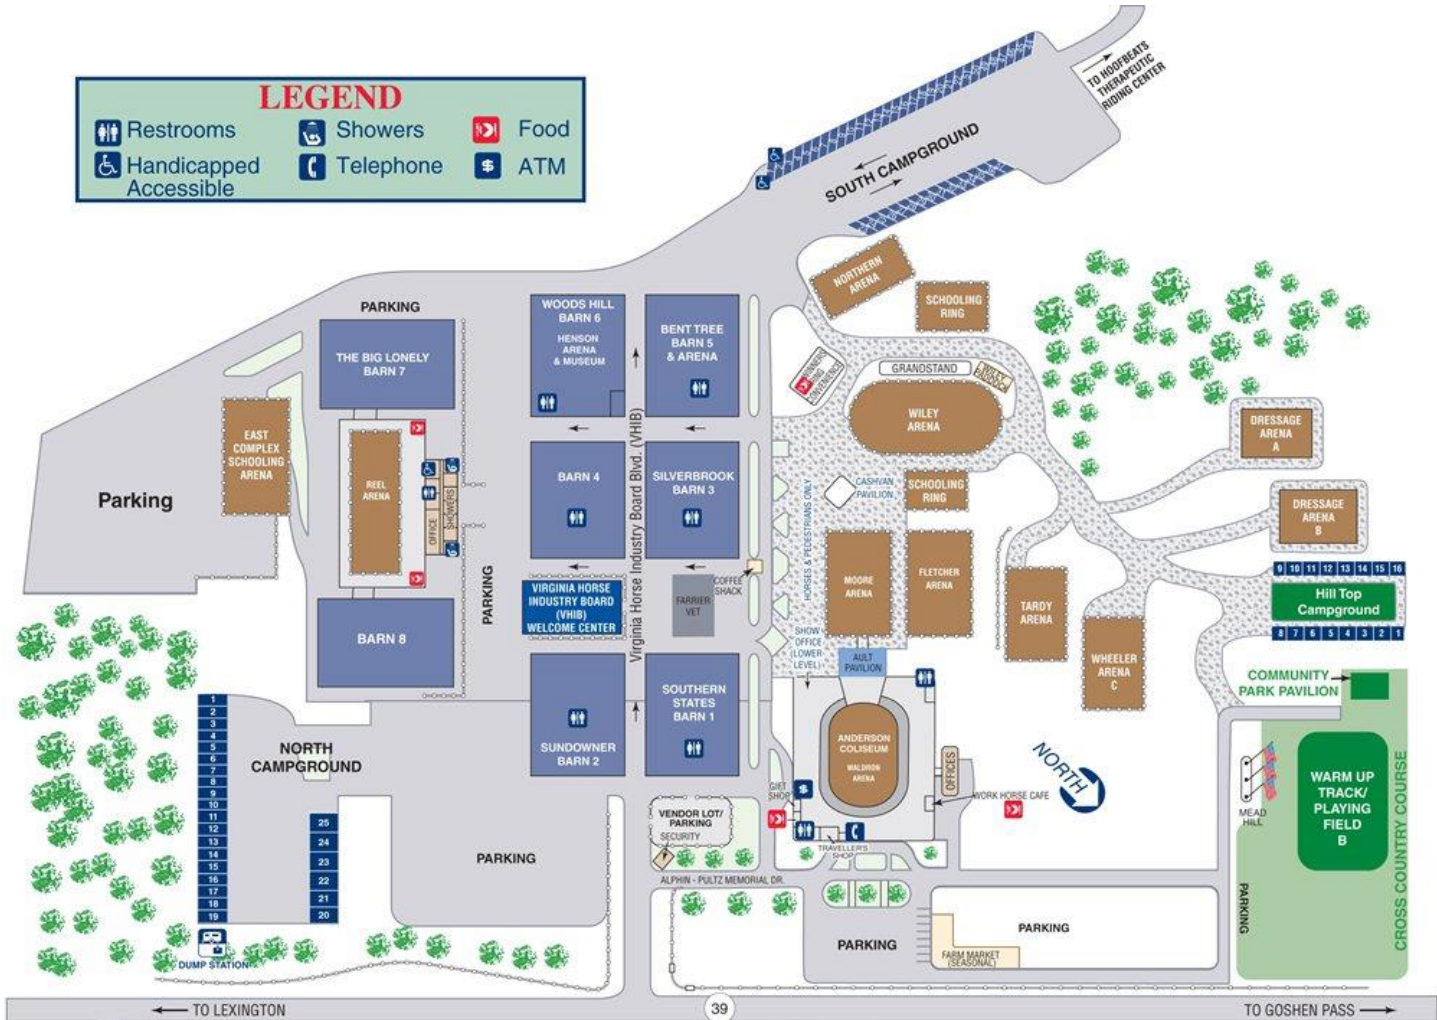 LEGEND
Restrooms
Showers
Food
Handicapped
Accessible
Telephone
$ ATM
TO HOOFBEATS
THERAPEUTIC
RIDING CENTER
SOUTH CAMPGROUND
NORTHERN
ARENA
SCHOOLING
RING
PARKING
THE BIG LONELY
BARN 7
WOODS HILL
BARN 6
HENSON
ARENA
& MUSEUM
BENT TREE
BARN 5
& ARENA
WINNERS
RING
CONVENIENCE
GRANDSTAND
WILEY
ARENA
DRESSAGE
ARENA
A
EAST
COMPLEX
SCHOOLING
ARENA
REEL
ARENA
OFFICE
SHOWERS
Parking
BARN 4
SILVERBROOK
BARN 3
Virginia Horse Industry Board Blvd. (VHIB)
HORSES & PEDESTRIANS ONLY
CASHVAN
PAVILION
SCHOOLING
RING
DRESSAGE
ARENA
B
PARKING
VIRGINIA HORSE
INDUSTRY BOARD
(VHIB)
WELCOME CENTER
FARRIER
VET
COFFEE
SHACK
MOORE
ARENA
FLETCHER
ARENA
TARDY
ARENA
9 10 11 12 13 14 15 16
Hill Top
Campground
8 7 6 5 4 3 2 1
BARN 8
SHOW
OFFICE
(LOWER
LEVEL)
AULT
PAVILION
WHEELER
ARENA
C
COMMUNITY
PARK PAVILION
SOUTHERN
STATES
BARN 1
SUNDOWNER
BARN 2
ANDERSON
COLISEUM
WALDRON
ARENA
OFFICES
NORTH
NORTH
CAMPGROUND
1
2
3
4
5
6
7
8
9
10
11
12
13
14
15
16
17
18
19
25
24
23
22
21
20
GIFT
SHOP
$
WORK HORSE CAFE
MEAD
HILL
WARM UP
TRACK/
PLAYING
FIELD
B
CROSS COUNTRY COURSE
VENDOR LOT/
PARKING
SECURITY
TRAVELLER'S
SHOP
PARKING
ALPHIN - PULTZ MEMORIAL DR.
PARKING
PARKING
PARKING
FARM MARKET
(SEASONAL)
DUMP STATION
TO LEXINGTON
39
TO GOSHEN PASS